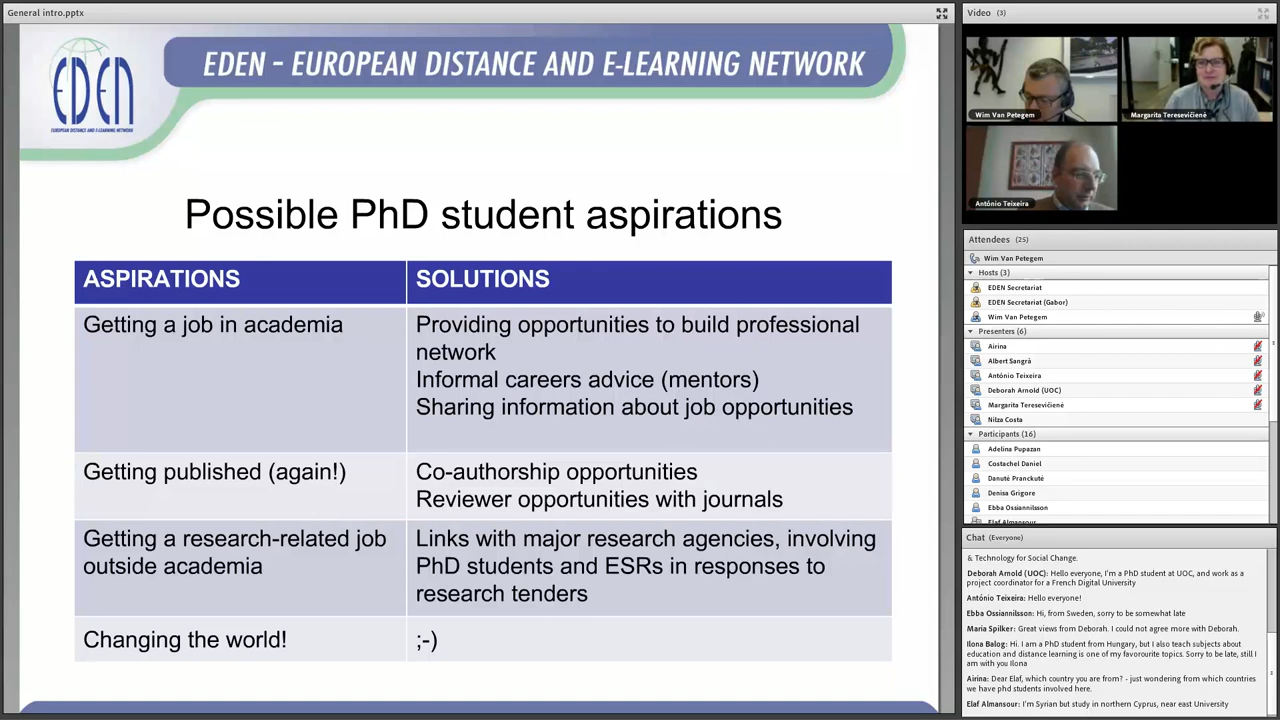 General intro.pptx
EDEN
EUROPEAN DISTANCE AND E-LEARNING NETWORK
EDEN - EUROPEAN DISTANCE AND E-LEARNING NETWORK
Possible PhD student aspirations
ASPIRATIONS
SOLUTIONS
Getting a job in academia
Providing opportunities to build professional
network
Informal careers advice (mentors)
Sharing information about job opportunities
Getting published (again!)
Co-authorship opportunities
Reviewer opportunities with journals
Getting a research-related job
outside academia
Links with major research agencies, involving
PhD students and ESRs in responses to
research tenders
Changing the world!
;-)
Video (3)
Wim Van Petegem
Margarita Teresevičienė
António Teixeira
Attendees (25)
Wim Van Petegem
Hosts (3)
EDEN Secretariat
EDEN Secretariat (Gabor)
Wim Van Petegem
Presenters (6)
Airina
Albert Sangrà
António Teixeira
Deborah Arnold (UOC)
Margarita Teresevičienė
Nilza Costa
Participants (16)
Adelina Pupazan
Costachel Daniel
Danutė Pranckutė
Denisa Grigore
Ebba Ossiannilsson
Elaf Almansour
Chat (Everyone)
& Technology for Social Change.
Deborah Arnold (UOC): Hello everyone, I'm a PhD student at UOC, and work as a
project coordinator for a French Digital University
António Teixeira: Hello everyone!
Ebba Ossiannilsson: Hi, from Sweden, sorry to be somewhat late
Maria Spilker: Great views from Deborah. I could not agree more with Deborah.
Ilona Balog: Hi. I am a PhD student from Hungary, but I also teach subjects about
education and distance learning is one of my favorourite topics. Sorry to be late, still I
am with you Ilona
Airina: Dear Elaf, which country you are from? - just wondering from which countries
we have phd students involved here.
Elaf Almansour: I'm Syrian but study in northern Cyprus, near east University